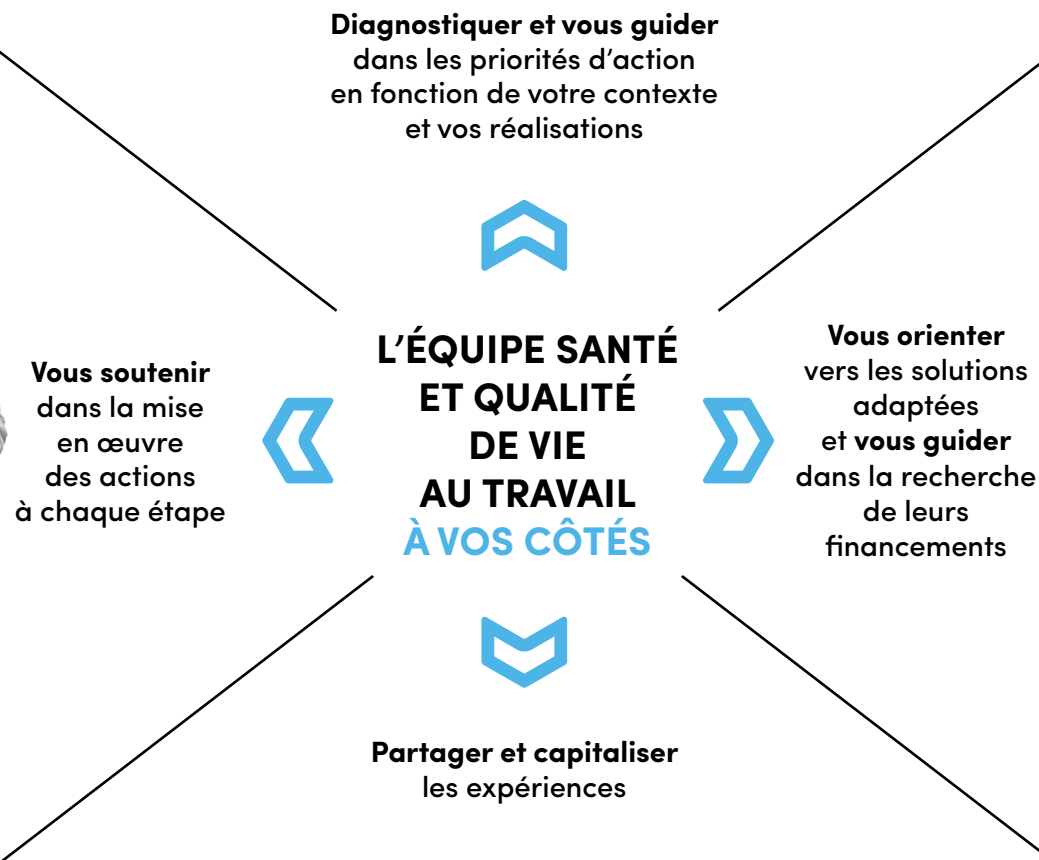 Diagnostiquer et vous guider
dans les priorités d’action
en fonction de votre contexte
et vos réalisations
Vous soutenir
dans la mise
en œuvre
des actions
à chaque étape
L’ÉQUIPE SANTÉ
ET QUALITÉ
DE VIE
AU TRAVAIL
À VOS CÔTÉS
Vous orienter
vers les solutions
adaptées
et vous guider
dans la recherche
de leurs
financements
Partager et capitaliser
les expériences